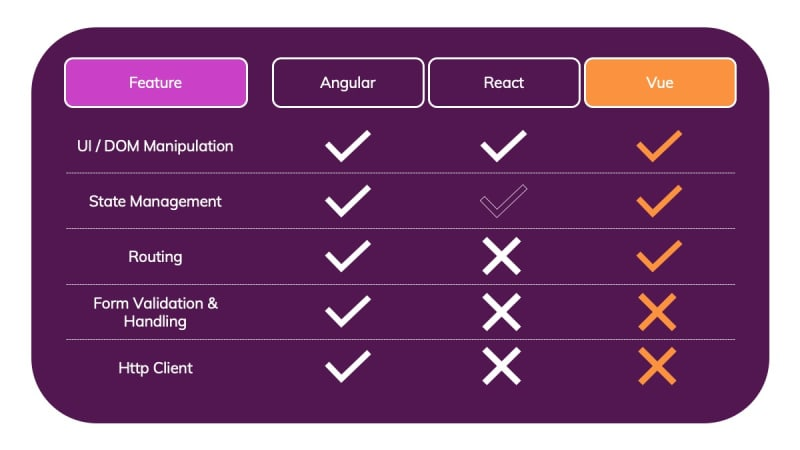 Feature
Angular
React
Vue
UI / DOM Manipulation
State Management
Routing
Form Validation &
Handling
Http Client